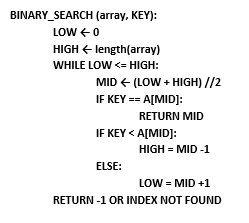 BINARY_SEARCH (array, KEY):
LOW ← 0
HIGH ← length(array)
WHILE LOW <= HIGH:
MID ← (LOW + HIGH) //2
IF KEY == A[MID]:
RETURN MID
IF KEY < A[MID]:
HIGH = MID -1
ELSE:
LOW = MID +1
RETURN -1 OR INDEX NOT FOUND